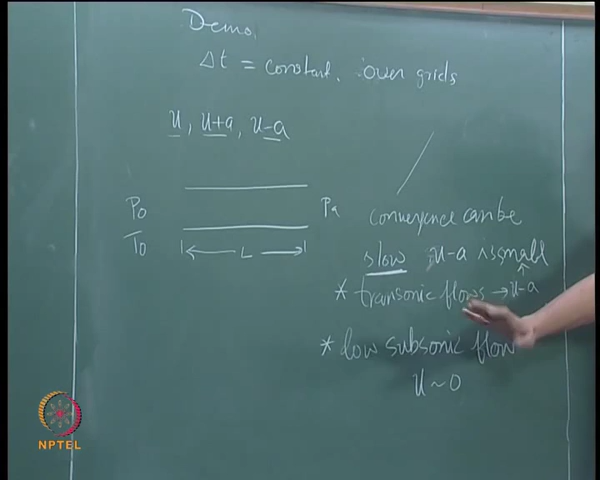 Demo.
Δt = constant. over grids
u, u+a, u-a
P0 Pa
T0 L
convergence can be
slow u-a is small
* transonic flows → u-a
* low subsonic flow
u ~ 0
NPTEL